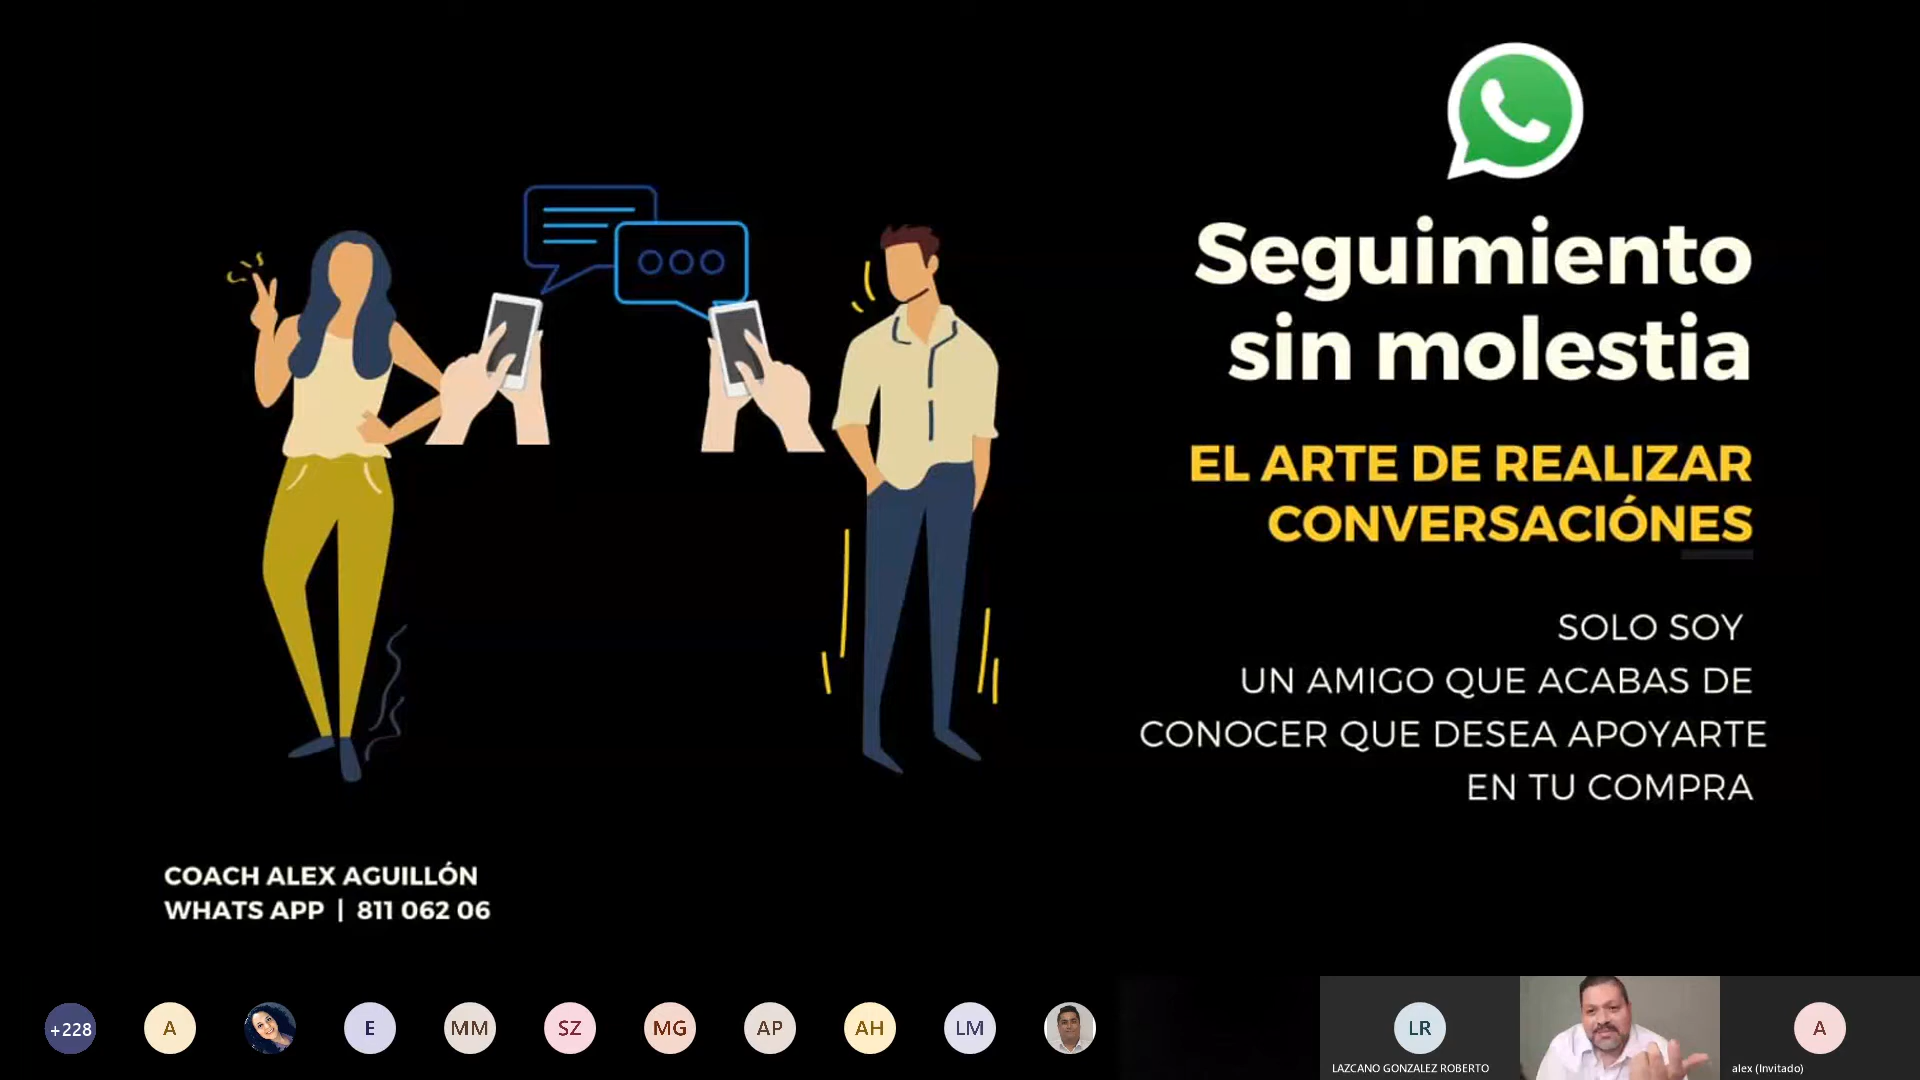 Seguimiento
sin molestia
EL ARTE DE REALIZAR
CONVERSACIÓNES
SOLO SOY
UN AMIGO QUE ACABAS DE
CONOCER QUE DESEA APOYARTE
EN TU COMPRA
COACH ALEX AGUILLÓN
WHATS APP | 811 062 06
+228
A
E
MM
SZ
MG
AP
AH
LM
LR
LAZCANO GONZALEZ ROBERTO
A
alex (Invitado)